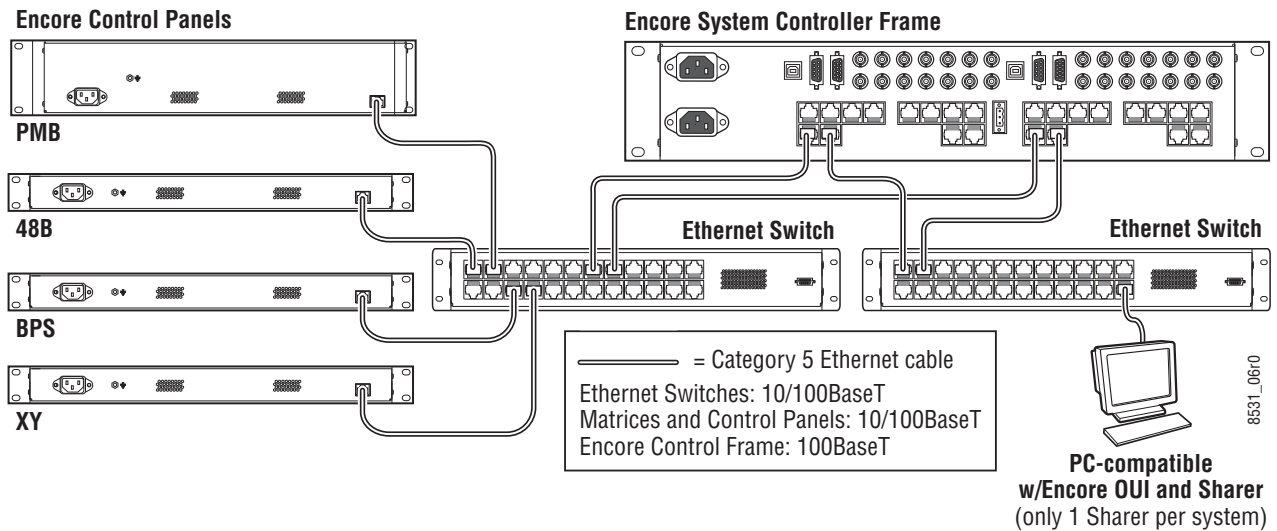 Encore Control Panels
Encore System Controller Frame
PMB
48B
Ethernet Switch
Ethernet Switch
BPS
XY
= Category 5 Ethernet cable
Ethernet Switches: 10/100BaseT
Matrices and Control Panels: 10/100BaseT
Encore Control Frame: 100BaseT
8531_06r0
PC-compatible
w/Encore OUI and Sharer
(only 1 Sharer per system)